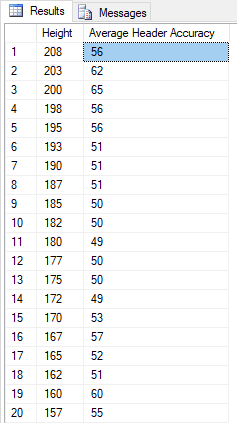 Results Messages
Height Average Header Accuracy
1 208 56
2 203 62
3 200 65
4 198 56
5 195 56
6 193 51
7 190 51
8 187 51
9 185 50
10 182 50
11 180 49
12 177 50
13 175 50
14 172 49
15 170 53
16 167 57
17 165 52
18 162 51
19 160 60
20 157 55